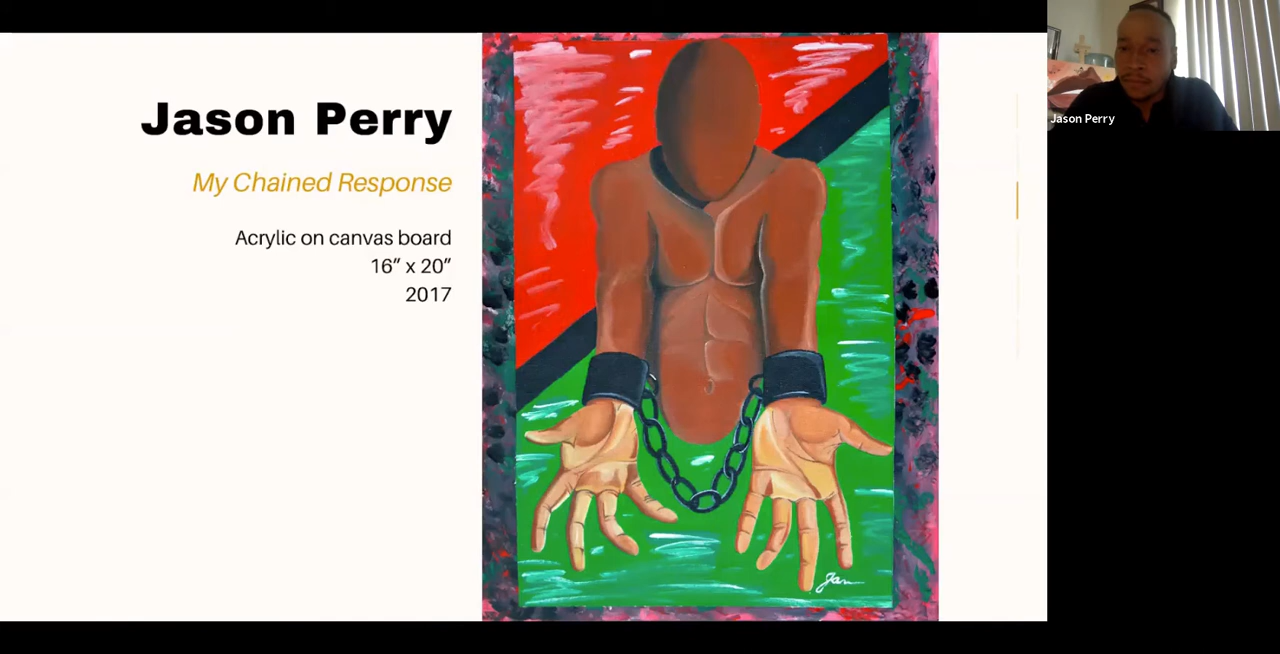 Jason Perry
My Chained Response
Acrylic on canvas board
16” x 20”
2017
Jason Perry